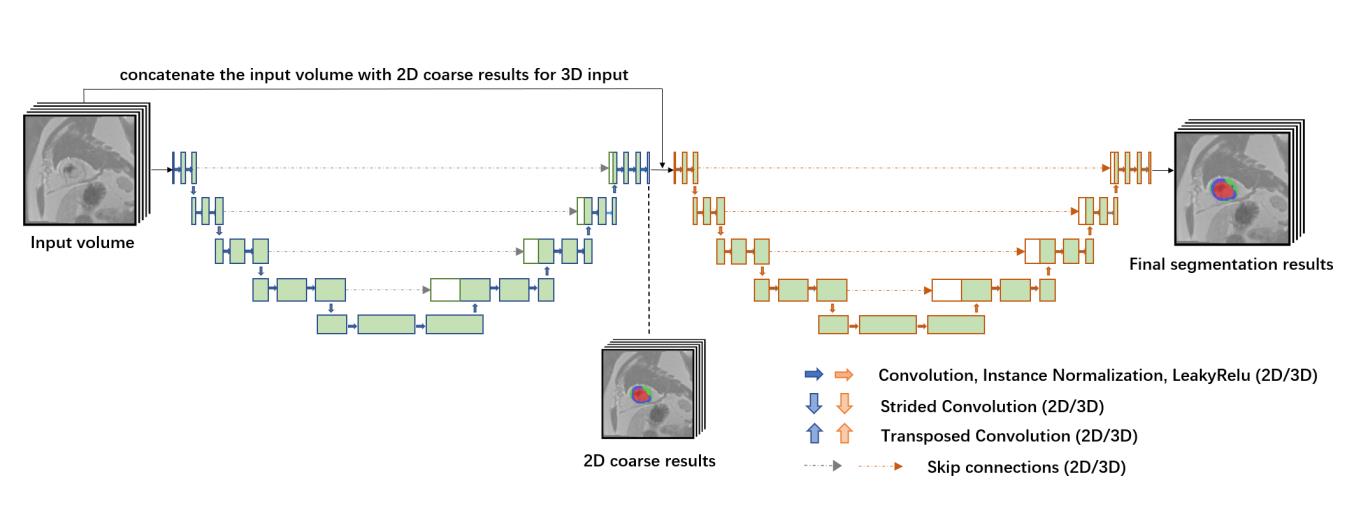 concatenate the input volume with 2D coarse results for 3D input
Input volume
Final segmentation results
2D coarse results
Convolution, Instance Normalization, LeakyRelu (2D/3D)
Strided Convolution (2D/3D)
Transposed Convolution (2D/3D)
Skip connections (2D/3D)